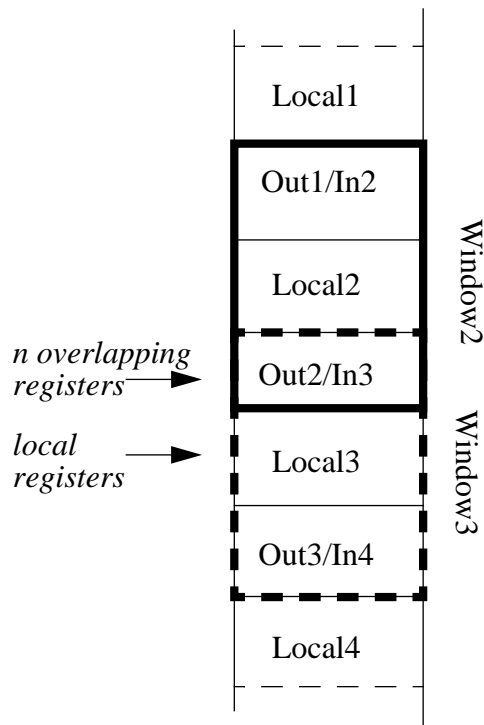 Local1
Out1/In2
Local2
Window2
n overlapping
registers
Out2/In3
local
registers
Local3
Window3
Out3/In4
Local4